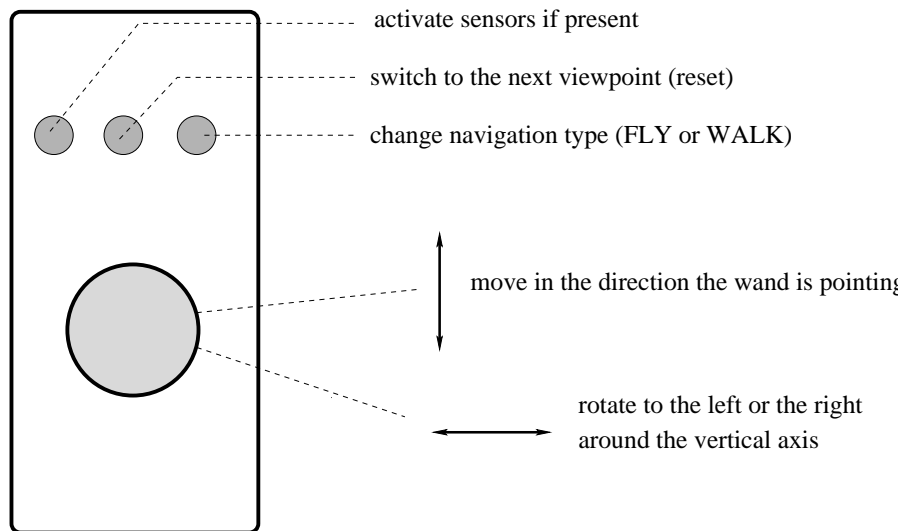 activate sensors if present
switch to the next viewpoint (reset)
change navigation type (FLY or WALK)
move in the direction the wand is pointing
rotate to the left or the right
around the vertical axis